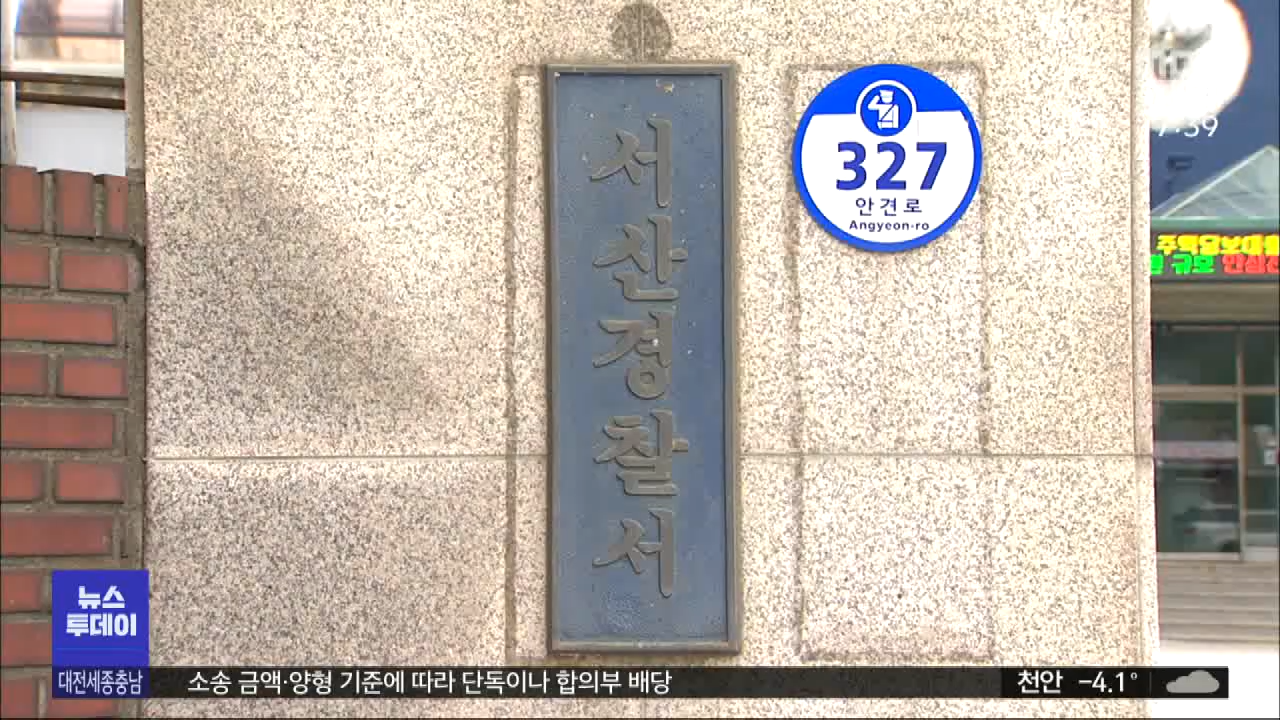 서산경찰서
327
안견로
Angyeon-ro
7:39
뉴스
투데이
대전세종충남
소송 금액·양형 기준에 따라 단독이나 합의부 배당
천안 -4.1°